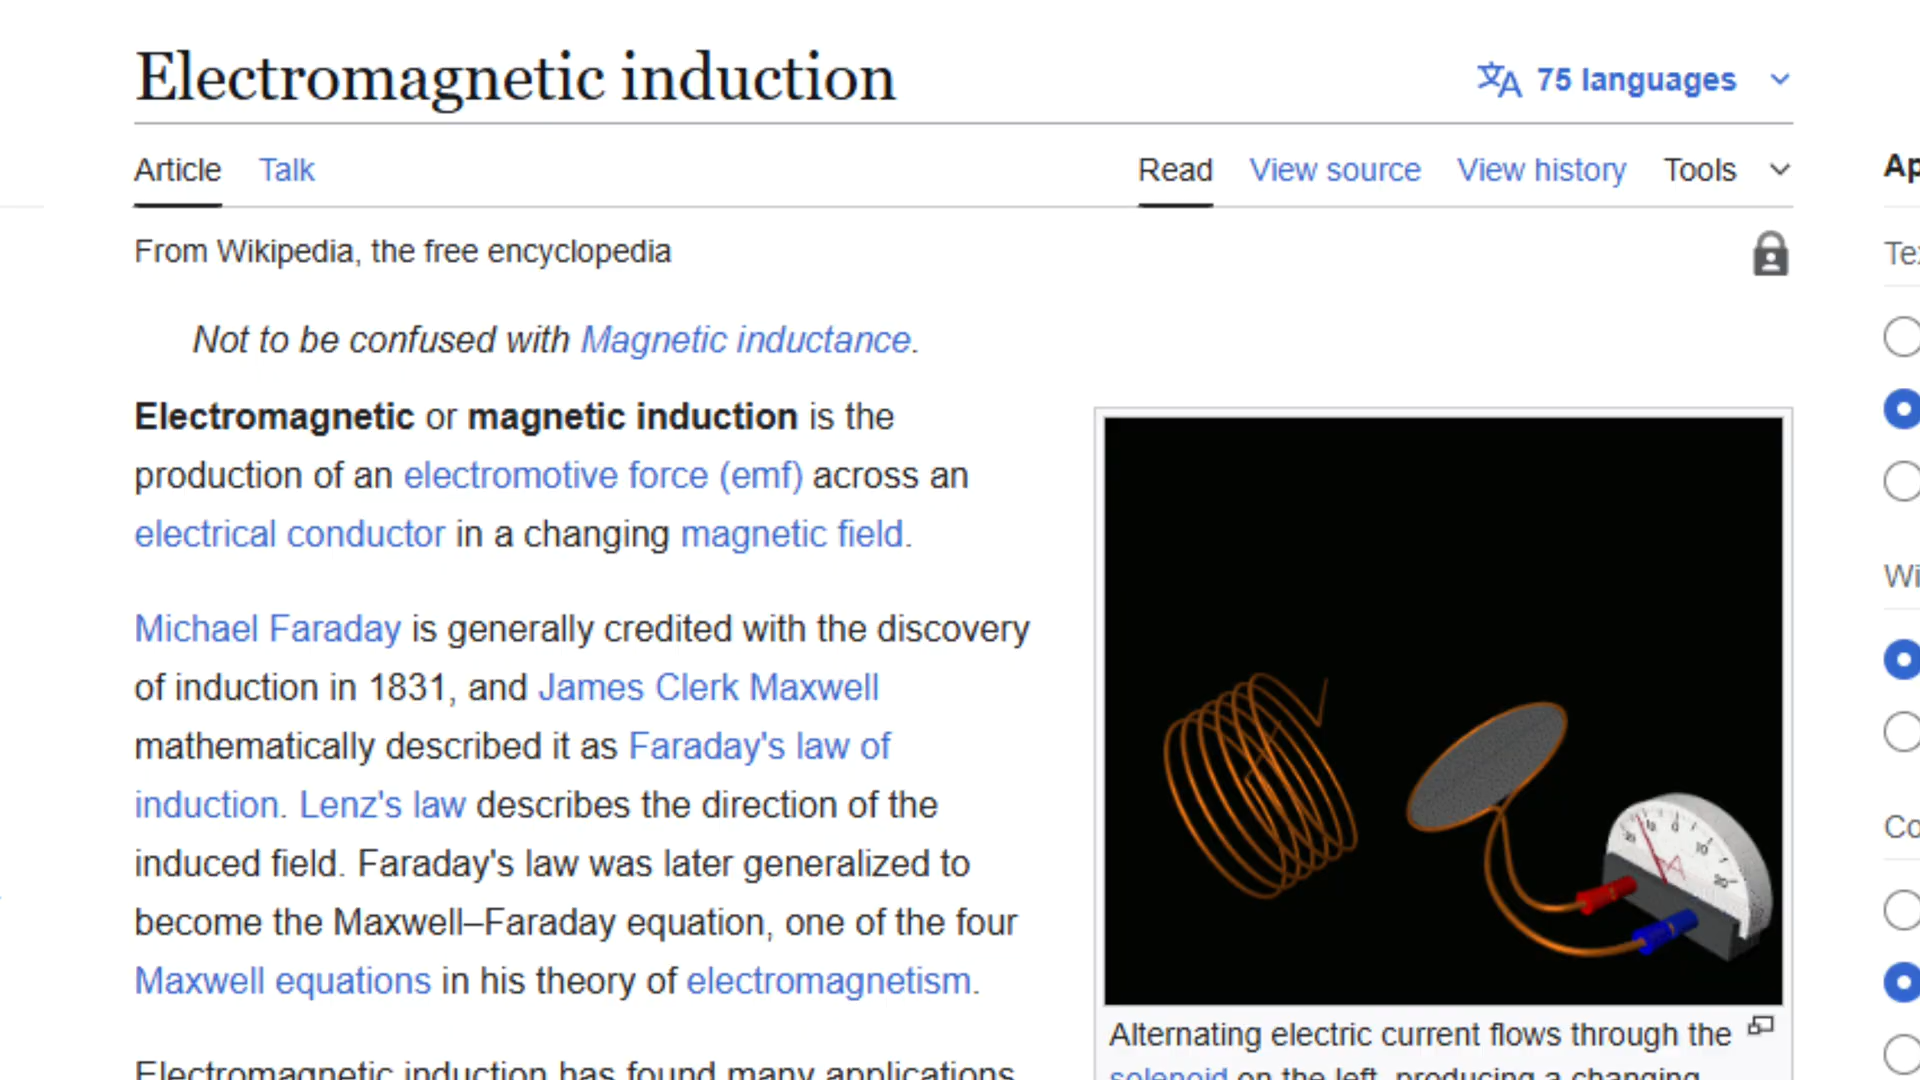 Electromagnetic induction
75 languages
Article Talk
Read View source View history Tools
From Wikipedia, the free encyclopedia
Not to be confused with Magnetic inductance.
Electromagnetic or magnetic induction is the
production of an electromotive force (emf) across an
electrical conductor in a changing magnetic field.
Michael Faraday is generally credited with the discovery
of induction in 1831, and James Clerk Maxwell
mathematically described it as Faraday's law of
induction. Lenz's law describes the direction of the
induced field. Faraday's law was later generalized to
become the Maxwell–Faraday equation, one of the four
Maxwell equations in his theory of electromagnetism.
Electromagnetic induction has found many applications
Alternating electric current flows through the
solenoid on the left, producing a changing